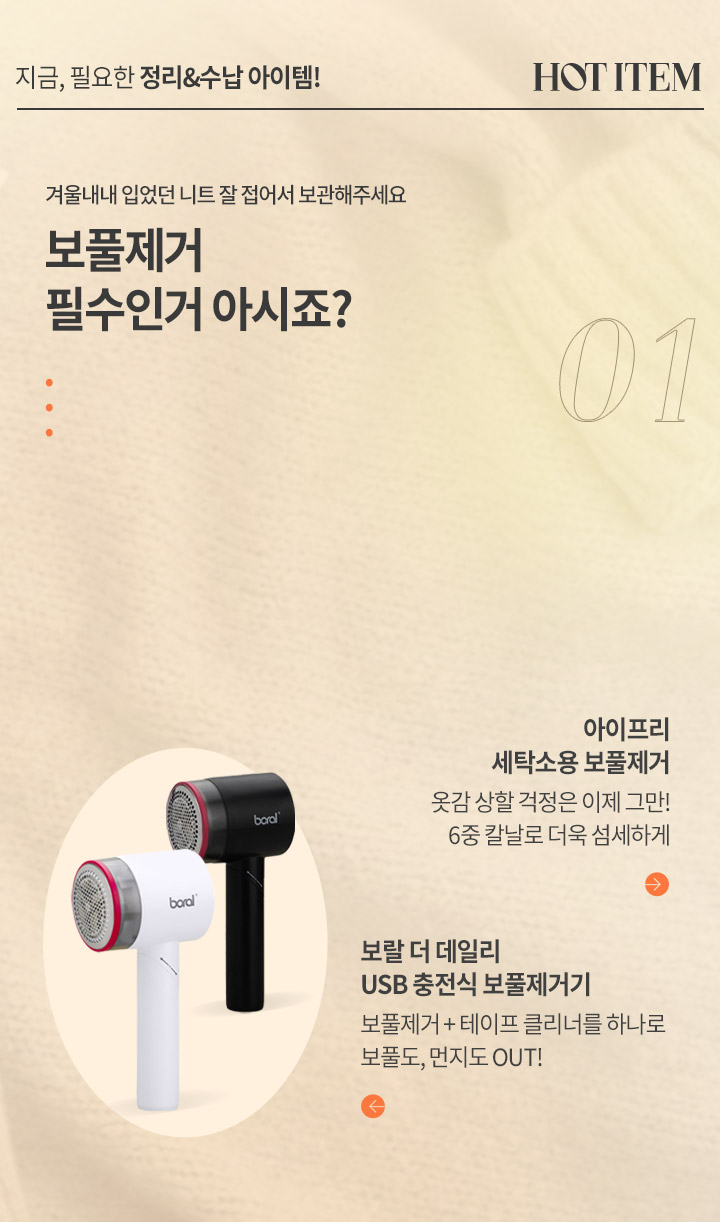 지금, 필요한 정리&수납 아이템!
HOT ITEM
겨울내내 입었던 니트 잘 접어서 보관해주세요
보풀제거
필수인거 아시죠?
01
아이프리
세탁소용 보풀제거
옷감 상할 걱정은 이제 그만!
6중 칼날로 더욱 섬세하게
boral
boral
보랄 더 데일리
USB 충전식 보풀제거기
보풀제거 + 테이프 클리너를 하나로
보풀도, 먼지도 OUT!